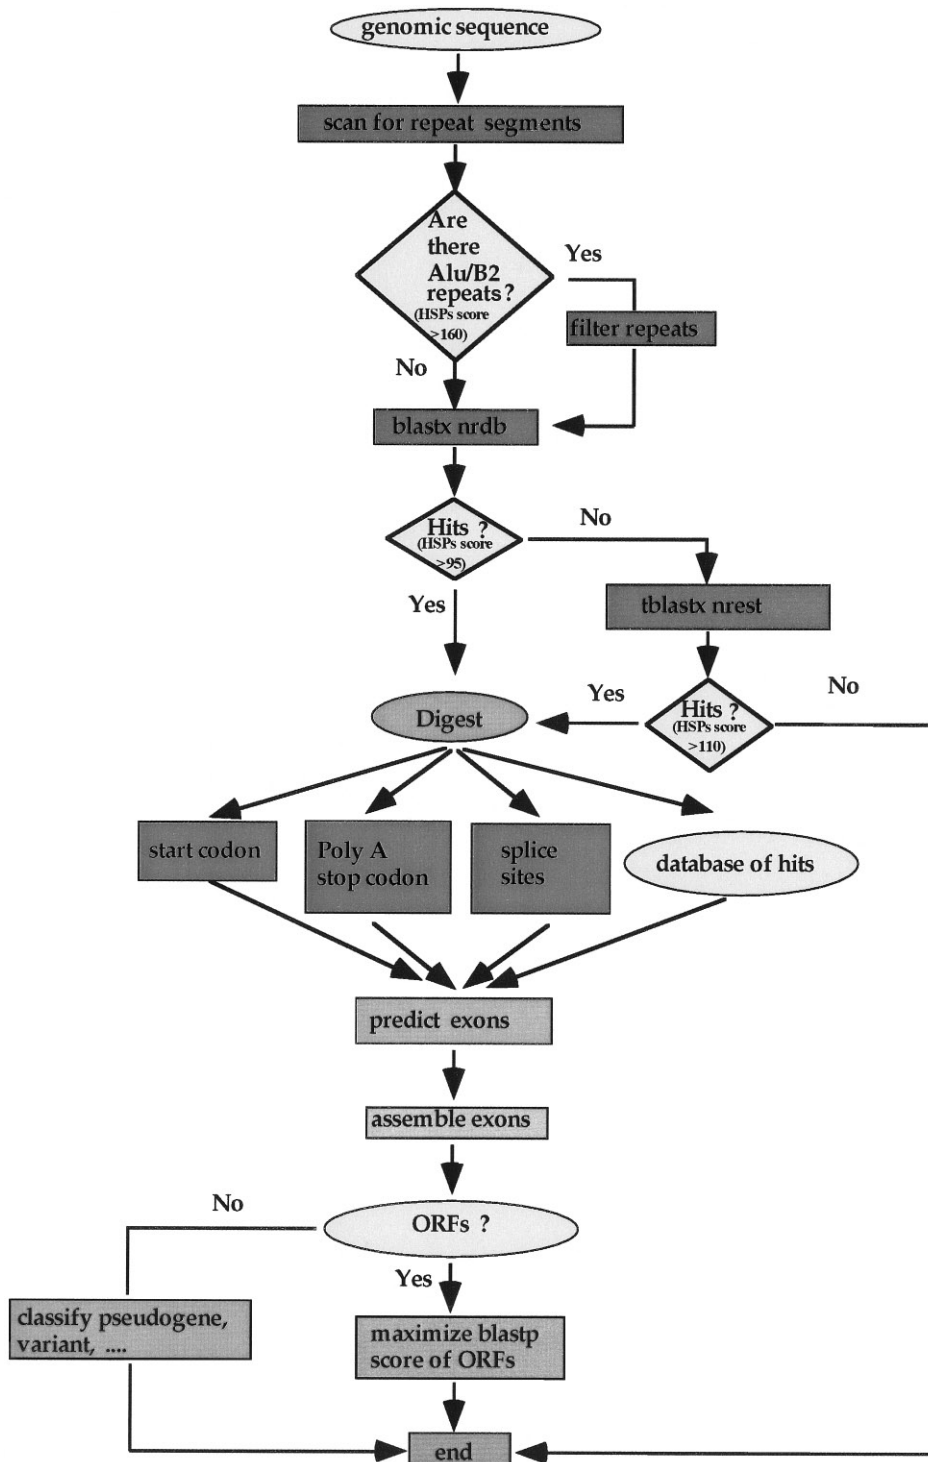 genomic sequence
scan for repeat segments
Are
there
Alu/B2
repeats ?
(HSPs score
>160)
Yes
filter repeats
No
blastx nrdb
Hits ?
(HSPs score
>95)
No
Yes
tblastx nrest
Hits ?
(HSPs score
>110)
Yes
No
Digest
start codon
Poly A
stop codon
splice
sites
database of hits
predict exons
assemble exons
ORFs ?
No
Yes
classify pseudogene,
variant, ....
maximize blastp
score of ORFs
end